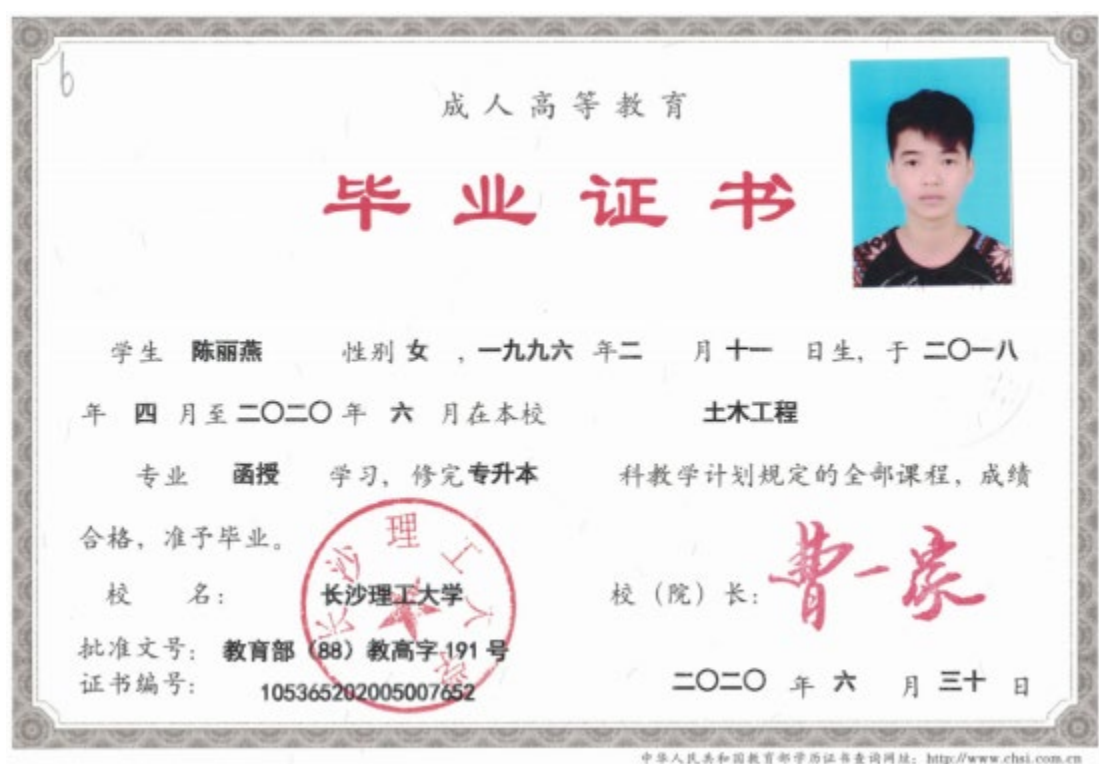 6
成人高等教育
毕业证书
学生 陈丽燕 性别 女 ，一九九六 年二 月 十一 日生，于 二〇一八
年 四 月至 二〇二〇 年 六 月在本校 土木工程
专业 函授 学习，修完 专升本 科教学计划规定的全部课程，成绩
合格，准予毕业。
校 名： 长沙理工大学
校（院）长： 曹一家
长沙理工大学
批准文号： 教育部（88）教高字 191 号
证书编号： 105365202005007652
二〇二〇 年 六 月 三十 日
中华人民共和国教育部学历证书查询网址：http://www.chsi.com.cn